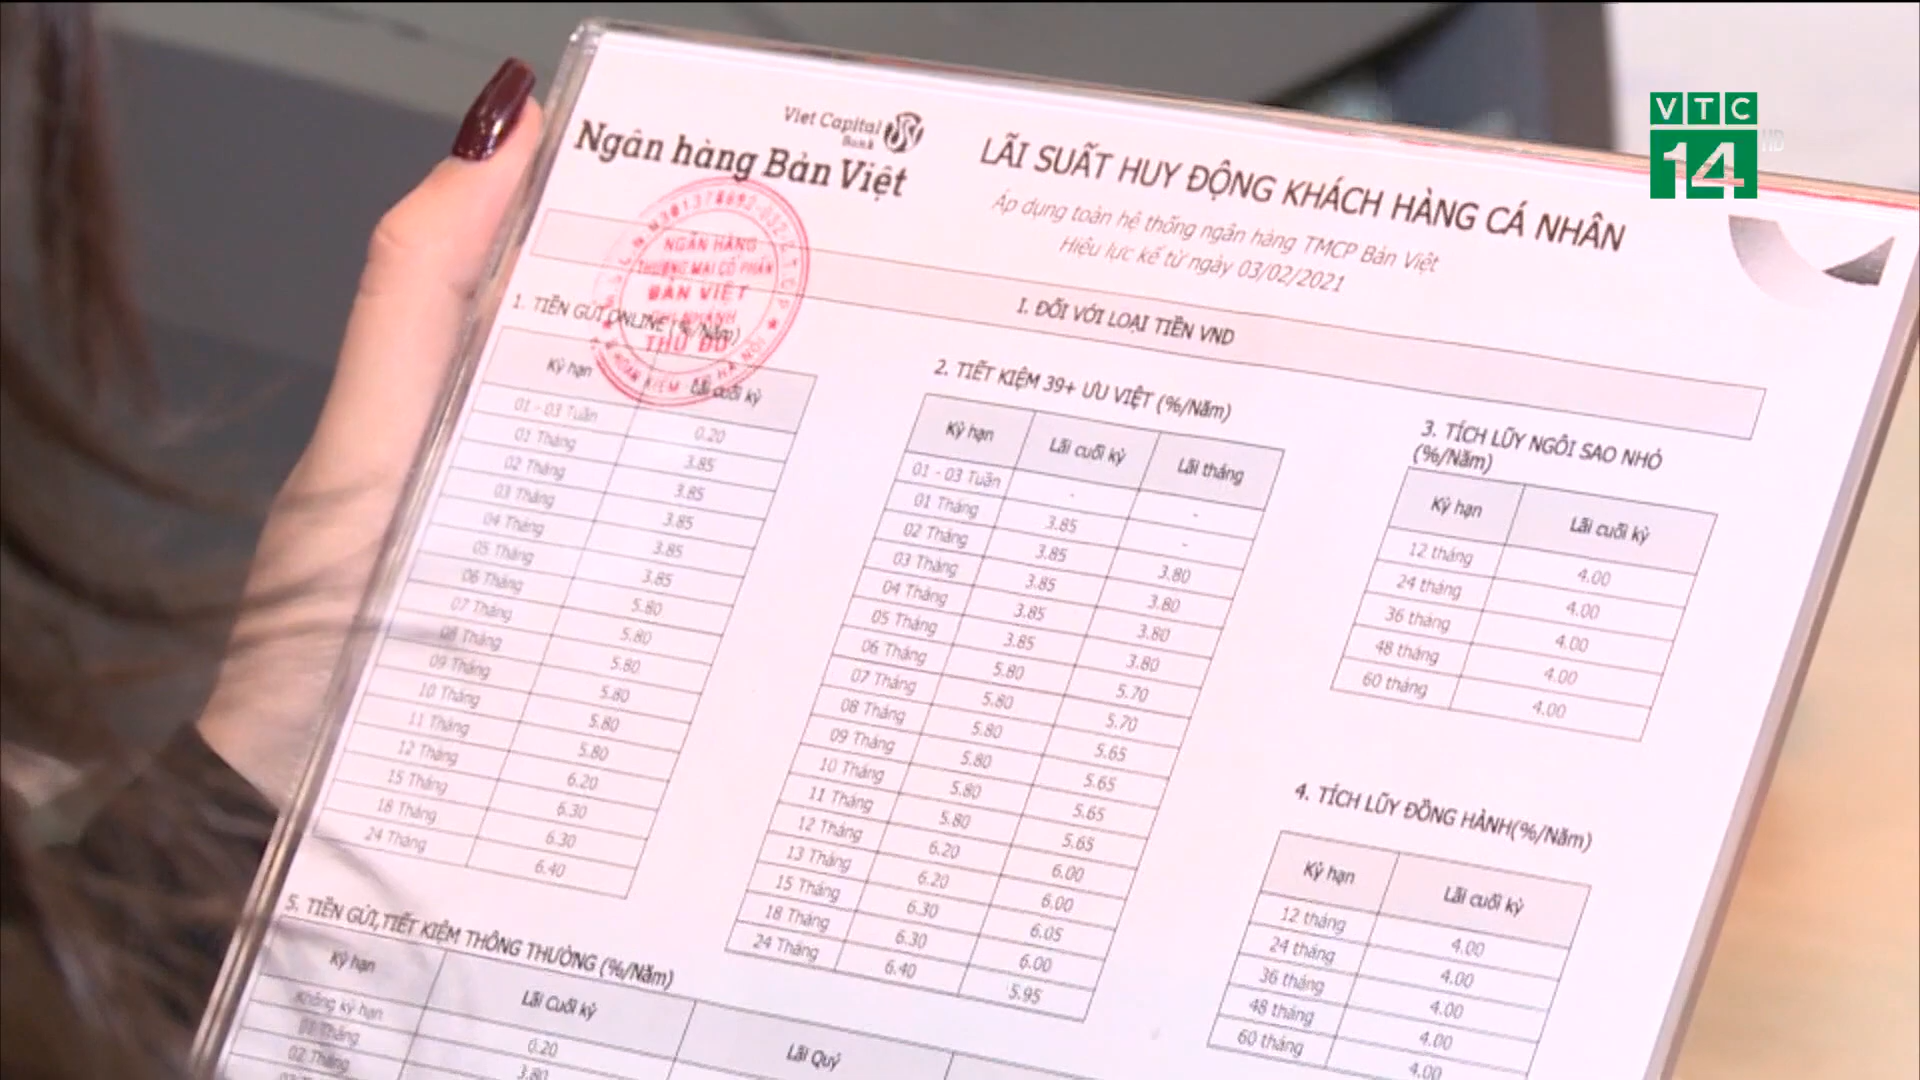 VTC
14
HD
Viet Capital
Bank
Ngân hàng Bản Việt
LÃI SUẤT HUY ĐỘNG KHÁCH HÀNG CÁ NHÂN
Áp dụng toàn hệ thống ngân hàng TMCP Bản Việt
Hiệu lực kể từ ngày 03/02/2021
NGÂN HÀNG
THƯƠNG MẠI CỔ PHẦN
BẢN VIỆT
THỦ ĐÔ
I. ĐỐI VỚI LOẠI TIỀN VND
1. TIỀN GỬI ONLINE (%/Năm)
Kỳ hạn Lãi cuối kỳ
01 - 03 Tuần 0.20
01 Tháng 3.85
02 Tháng 3.85
03 Tháng 3.85
04 Tháng 3.85
05 Tháng 3.85
06 Tháng 5.80
07 Tháng 5.80
08 Tháng 5.80
09 Tháng 5.80
10 Tháng 5.80
11 Tháng 5.80
12 Tháng 6.20
15 Tháng 6.30
18 Tháng 6.30
24 Tháng 6.40
2. TIẾT KIỆM 39+ ƯU VIỆT (%/Năm)
Kỳ hạn Lãi cuối kỳ Lãi tháng
01 - 03 Tuần - -
01 Tháng 3.85 -
02 Tháng 3.85 3.80
03 Tháng 3.85 3.80
04 Tháng 3.85 3.80
05 Tháng 3.85 3.80
06 Tháng 5.80 5.70
07 Tháng 5.80 5.70
08 Tháng 5.80 5.65
09 Tháng 5.80 5.65
10 Tháng 5.80 5.65
11 Tháng 5.80 5.65
12 Tháng 6.20 6.00
13 Tháng 6.20 6.00
15 Tháng 6.30 6.05
18 Tháng 6.30 6.00
24 Tháng 6.40 5.95
3. TÍCH LŨY NGÔI SAO NHỎ
(%/Năm)
Kỳ hạn Lãi cuối kỳ
12 tháng 4.00
24 tháng 4.00
36 tháng 4.00
48 tháng 4.00
60 tháng 4.00
4. TÍCH LŨY ĐỒNG HÀNH(%/Năm)
Kỳ hạn Lãi cuối kỳ
12 tháng 4.00
24 tháng 4.00
36 tháng 4.00
48 tháng 4.00
60 tháng 4.00
5. TIỀN GỬI,TIẾT KIỆM THÔNG THƯỜNG (%/Năm)
Kỳ hạn Lãi Cuối kỳ Lãi Quý
Không kỳ hạn 0.20
01 Tháng 3.80
02 Tháng